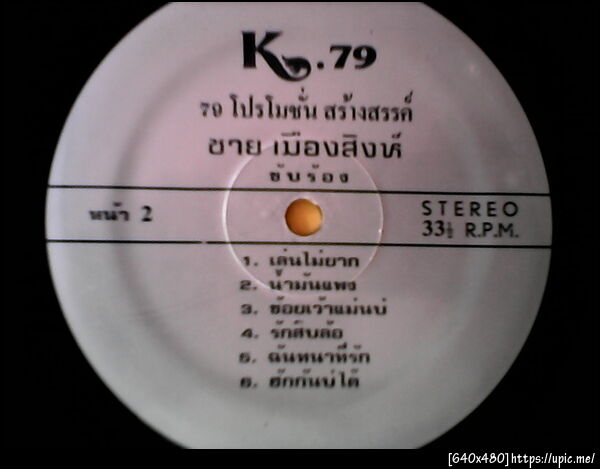 K.79
79 โปรโมชั่น สร้างสรรค์
ชาย เมืองสิงห์
ขับร้อง
หน้า 2
STEREO
33⅓ R.P.M.
1. เล่นไม่ยาก
2. น้ำมันแพง
3. ข้อยเว้าแม่นบ่
4. รักสิบล้อ
5. ฉันทนาที่รัก
6. ฮักกันบ่ได้
[640x480]https://upic.me/